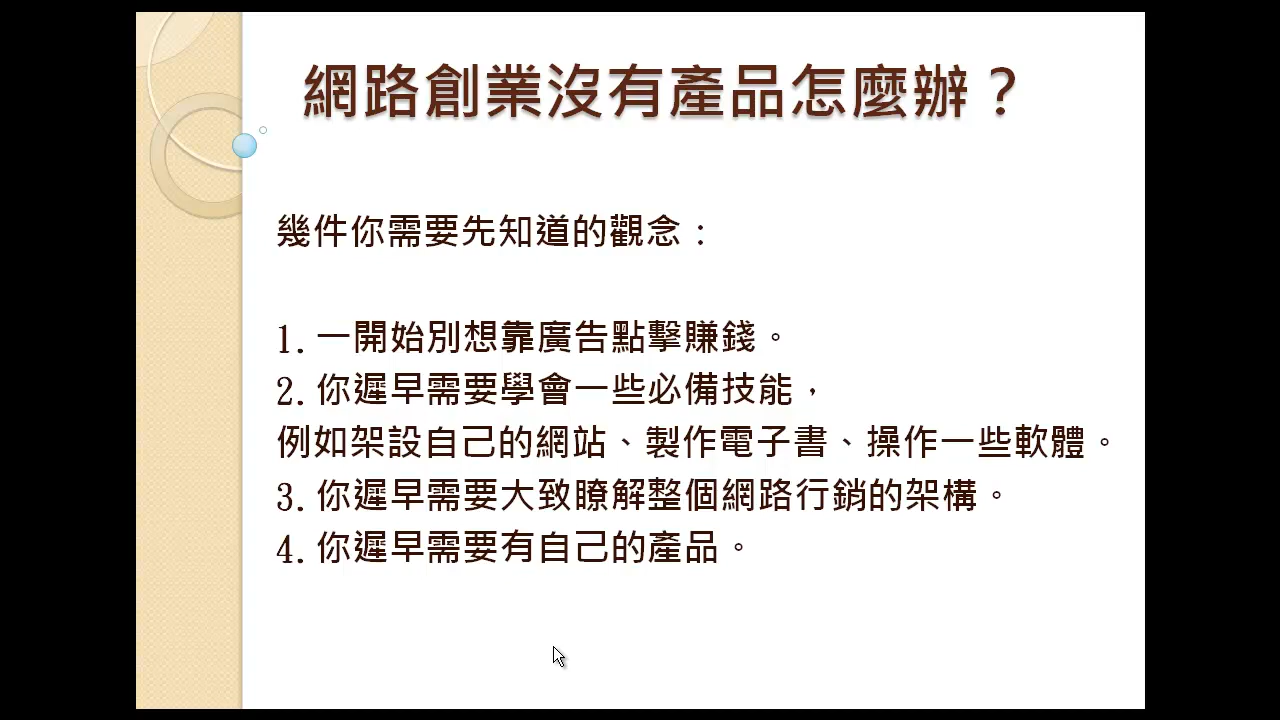 網路創業沒有產品怎麼辦？
幾件你需要先知道的觀念：
1. 一開始別想靠廣告點擊賺錢。
2. 你遲早需要學會一些必備技能，
例如架設自己的網站、製作電子書、操作一些軟體。
3. 你遲早需要大致瞭解整個網路行銷的架構。
4. 你遲早需要有自己的產品。